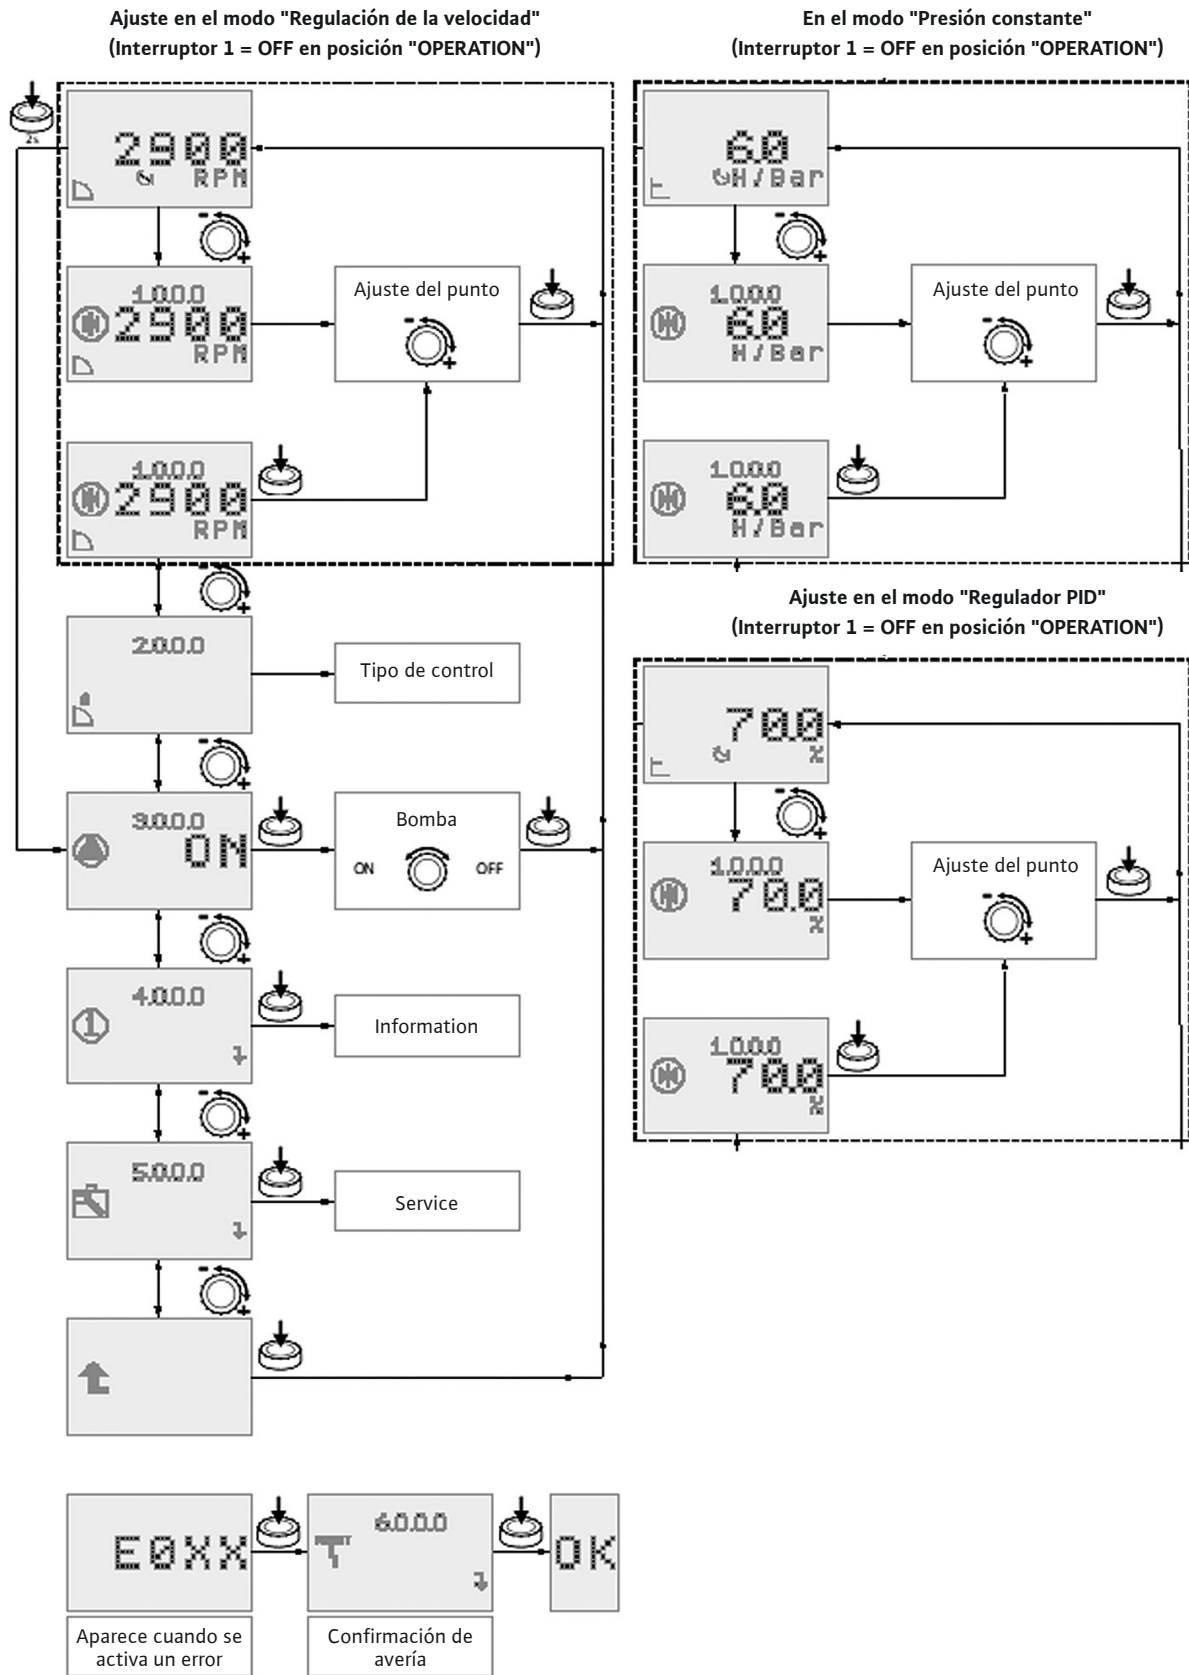 Ajuste en el modo "Regulación de la velocidad"
(Interruptor 1 = OFF en posición "OPERATION")
2s
2900
RPM
-
+
1.0.0.0
2900
RPM
Ajuste del punto
-
+
1.0.0.0
2900
RPM
-
+
2.0.0.0
Tipo de control
-
+
3.0.0.0
ON
Bomba
ON
OFF
-
+
4.0.0.0
1
Information
-
+
5.0.0.0
Service
-
+
E0XX
RESET
6.0.0.0
OK
Aparece cuando se
activa un error
Confirmación de
avería
En el modo "Presión constante"
(Interruptor 1 = OFF en posición "OPERATION")
6.0
H/Bar
-
+
1.0.0.0
6.0
H/Bar
Ajuste del punto
-
+
1.0.0.0
6.0
H/Bar
Ajuste en el modo "Regulador PID"
(Interruptor 1 = OFF en posición "OPERATION")
70.0
%
-
+
1.0.0.0
70.0
%
Ajuste del punto
-
+
1.0.0.0
70.0
%